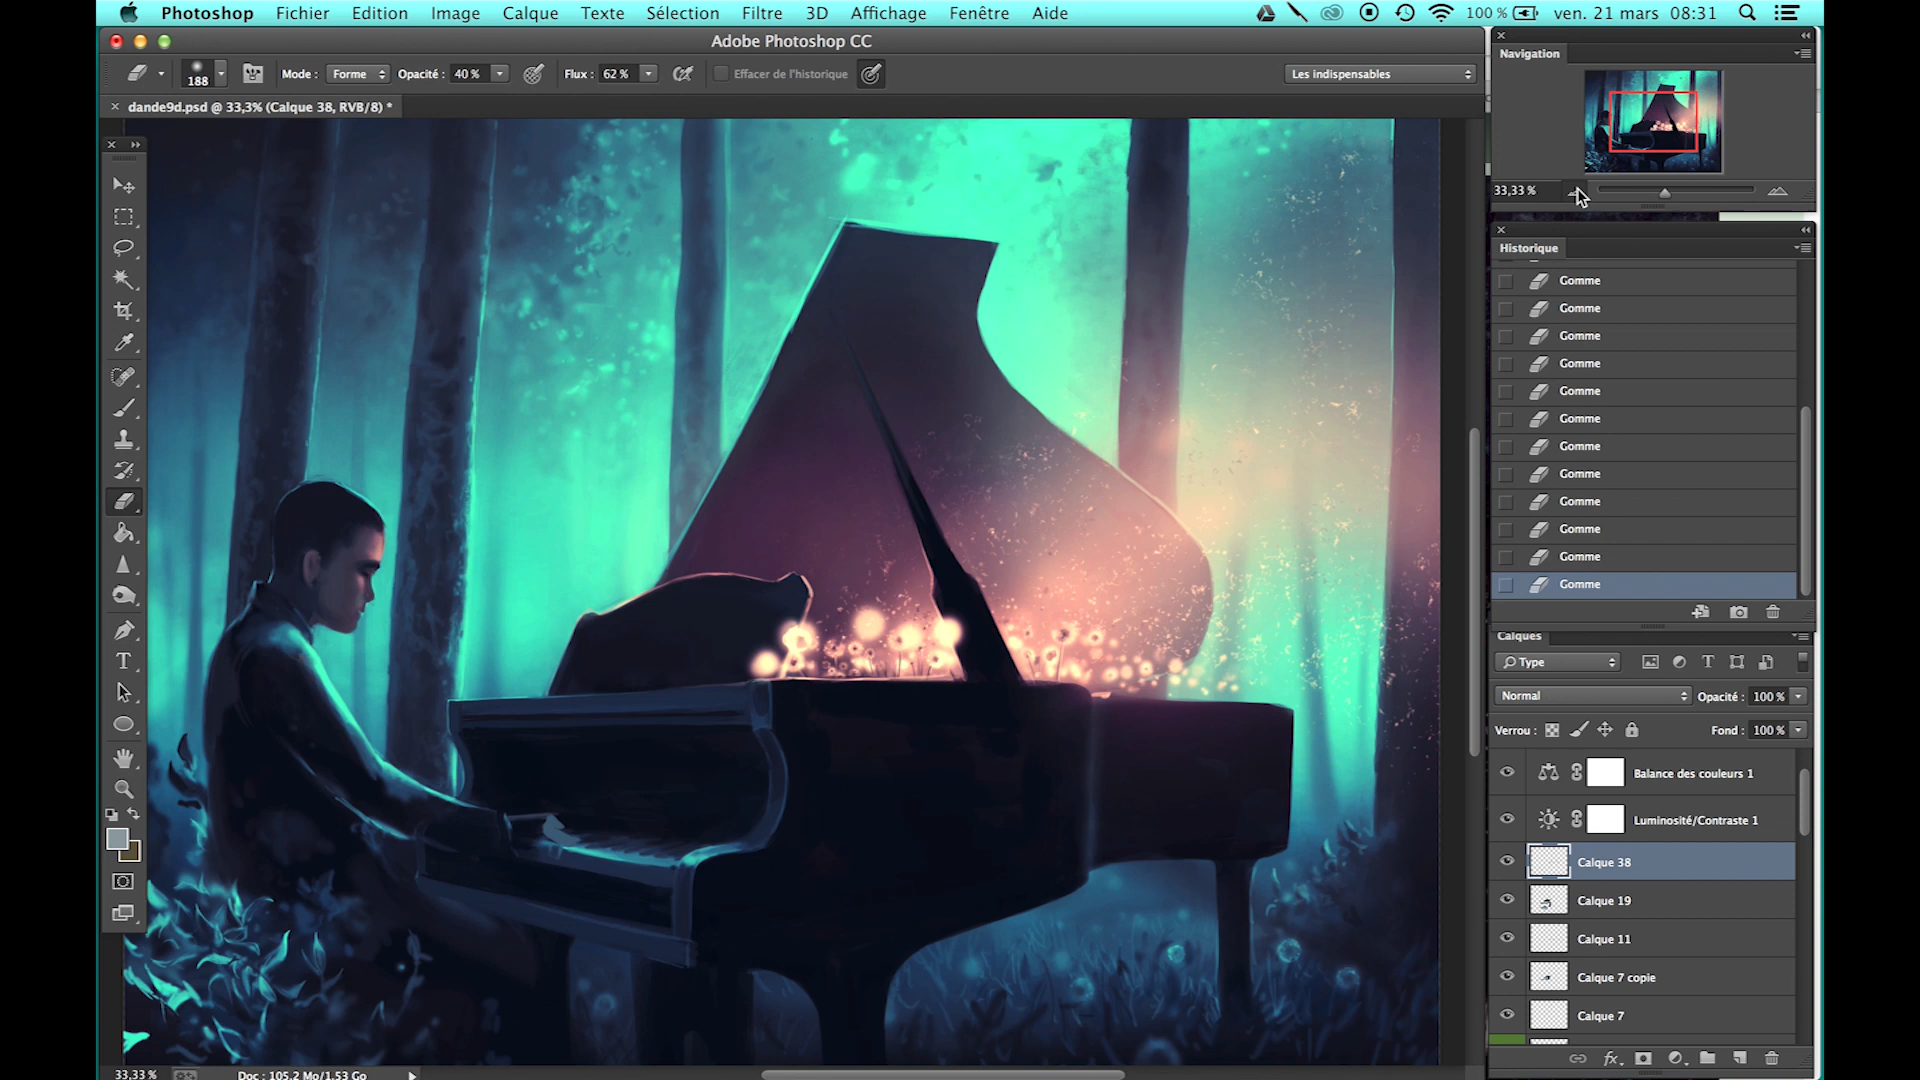 Photoshop Fichier Edition Image Calque Texte Sélection Filtre 3D Affichage Fenêtre Aide 100 % ven. 21 mars 08:31
Adobe Photoshop CC
188 Mode : Forme Opacité : 40 % Flux : 62 % Effacer de l'historique Les indispensables
dande9d.psd @ 33,3% (Calque 38, RVB/8) *
Navigation
33,33 %
Historique
Gomme
Gomme
Gomme
Gomme
Gomme
Gomme
Gomme
Gomme
Gomme
Gomme
Gomme
Gomme
Calques
Type
Normal Opacité : 100 %
Verrou : Fond : 100 %
Balance des couleurs 1
Luminosité/Contraste 1
Calque 38
Calque 19
Calque 11
Calque 7 copie
Calque 7
33,33 % Doc : 105,2 Mo/1,53 Go